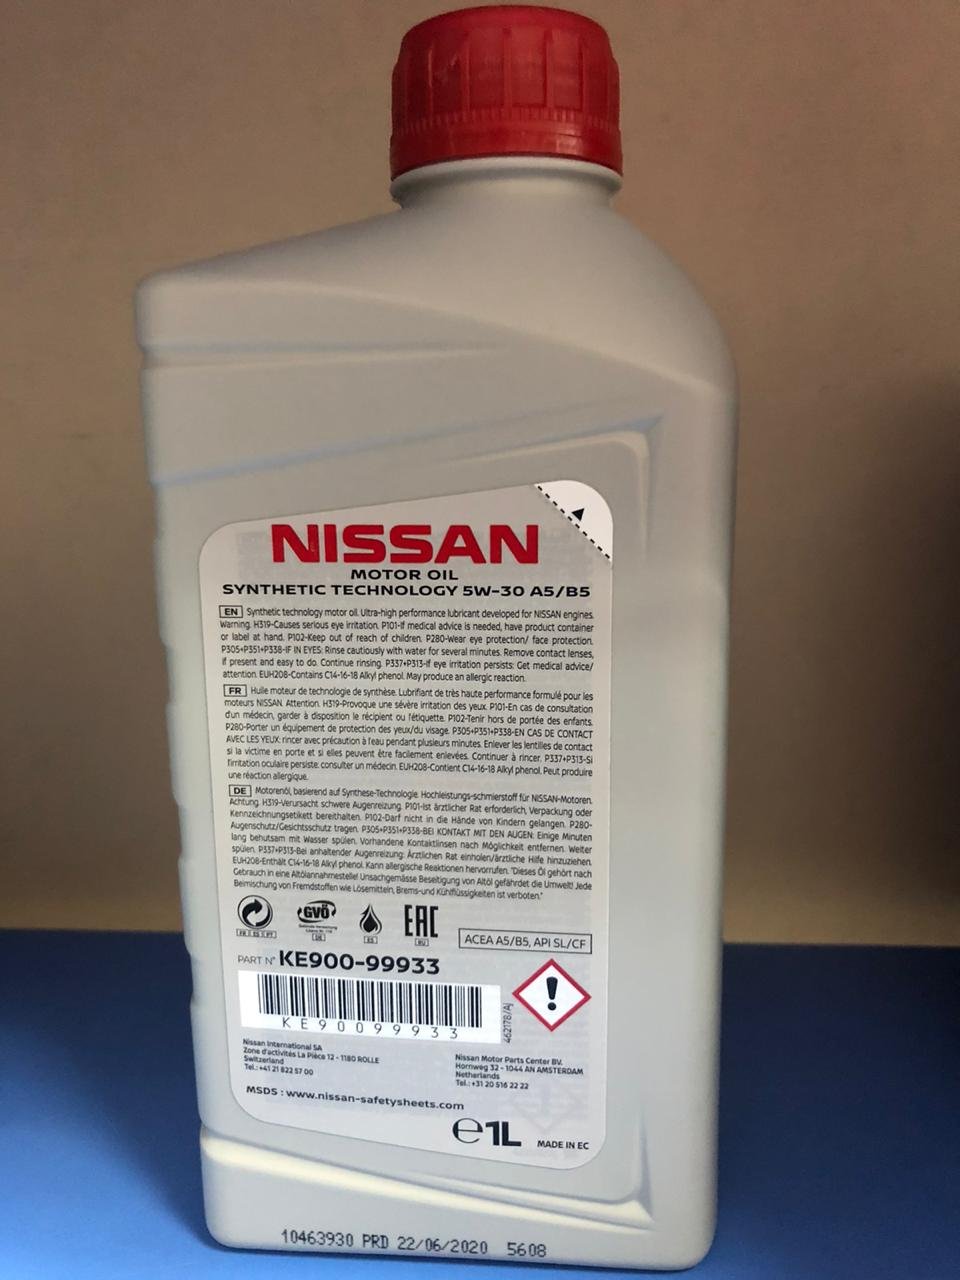 NISSAN
MOTOR OIL
SYNTHETIC TECHNOLOGY 5W-30 A5/B5
EN Synthetic technology motor oil. Ultra-high performance lubricant developed for NISSAN engines.
Warning. H319-Causes serious eye irritation. P101-If medical advice is needed, have product container
or label at hand. P102-Keep out of reach of children. P280-Wear eye protection/ face protection.
P305+P351+P338-IF IN EYES: Rinse cautiously with water for several minutes. Remove contact lenses,
if present and easy to do. Continue rinsing. P337+P313-If eye irritation persists: Get medical advice/
attention. EUH208-Contains C14-16-18 Alkyl phenol. May produce an allergic reaction.
FR Huile moteur de technologie de synthèse. Lubrifiant de très haute performance formulé pour les
moteurs NISSAN. Attention. H319-Provoque une sévère irritation des yeux. P101-En cas de consultation
d'un médecin, garder à disposition le récipient ou l'étiquette. P102-Tenir hors de portée des enfants.
P280-Porter un équipement de protection des yeux/du visage. P305+P351+P338-EN CAS DE CONTACT
AVEC LES YEUX: rincer avec précaution à l'eau pendant plusieurs minutes. Enlever les lentilles de contact
si la victime en porte et si elles peuvent être facilement enlevées. Continuer à rincer. P337+P313-Si
l'irritation oculaire persiste: consulter un médecin. EUH208-Contient C14-16-18 Alkyl phenol. Peut produire
une réaction allergique.
DE Motorenöl, basierend auf Synthese-Technologie. Hochleistungs-schmierstoff für NISSAN-Motoren.
Achtung. H319-Verursacht schwere Augenreizung. P101-Ist ärztlicher Rat erforderlich, Verpackung oder
Kennzeichnungsetikett bereithalten. P102-Darf nicht in die Hände von Kindern gelangen. P280-
Augenschutz/Gesichtsschutz tragen. P305+P351+P338-BEI KONTAKT MIT DEN AUGEN: Einige Minuten
lang behutsam mit Wasser spülen. Vorhandene Kontaktlinsen nach Möglichkeit entfernen. Weiter
spülen. P337+P313-Bei anhaltender Augenreizung: Ärztlichen Rat einholen/ärztliche Hilfe hinzuziehen.
EUH208-Enthält C14-16-18 Alkyl phenol. Kann allergische Reaktionen hervorrufen. "Dieses Öl gehört nach
Gebrauch in eine Altölannahmestelle! Unsachgemässe Beseitigung von Altöl gefährdet die Umwelt! Jede
Beimischung von Fremdstoffen wie Lösemitteln, Brems-und Kühlflüssigkeiten ist verboten."
GVÖ EAC
FR ES PT DE ES RU
ACEA A5/B5, API SL/CF
PART N° KE900-99933
KE90099933
462178/AJ
Nissan International SA
Zone d'activités La Pièce 12 - 1180 ROLLE
Switzerland
Tel.: +41 21 822 57 00
Nissan Motor Parts Center BV.
Hornweg 32 - 1044 AN AMSTERDAM
Netherlands
Tel.: +31 20 516 22 22
MSDS : www.nissan-safetysheets.com
℮1L MADE IN EC
10463930 PRD 22/06/2020 5608